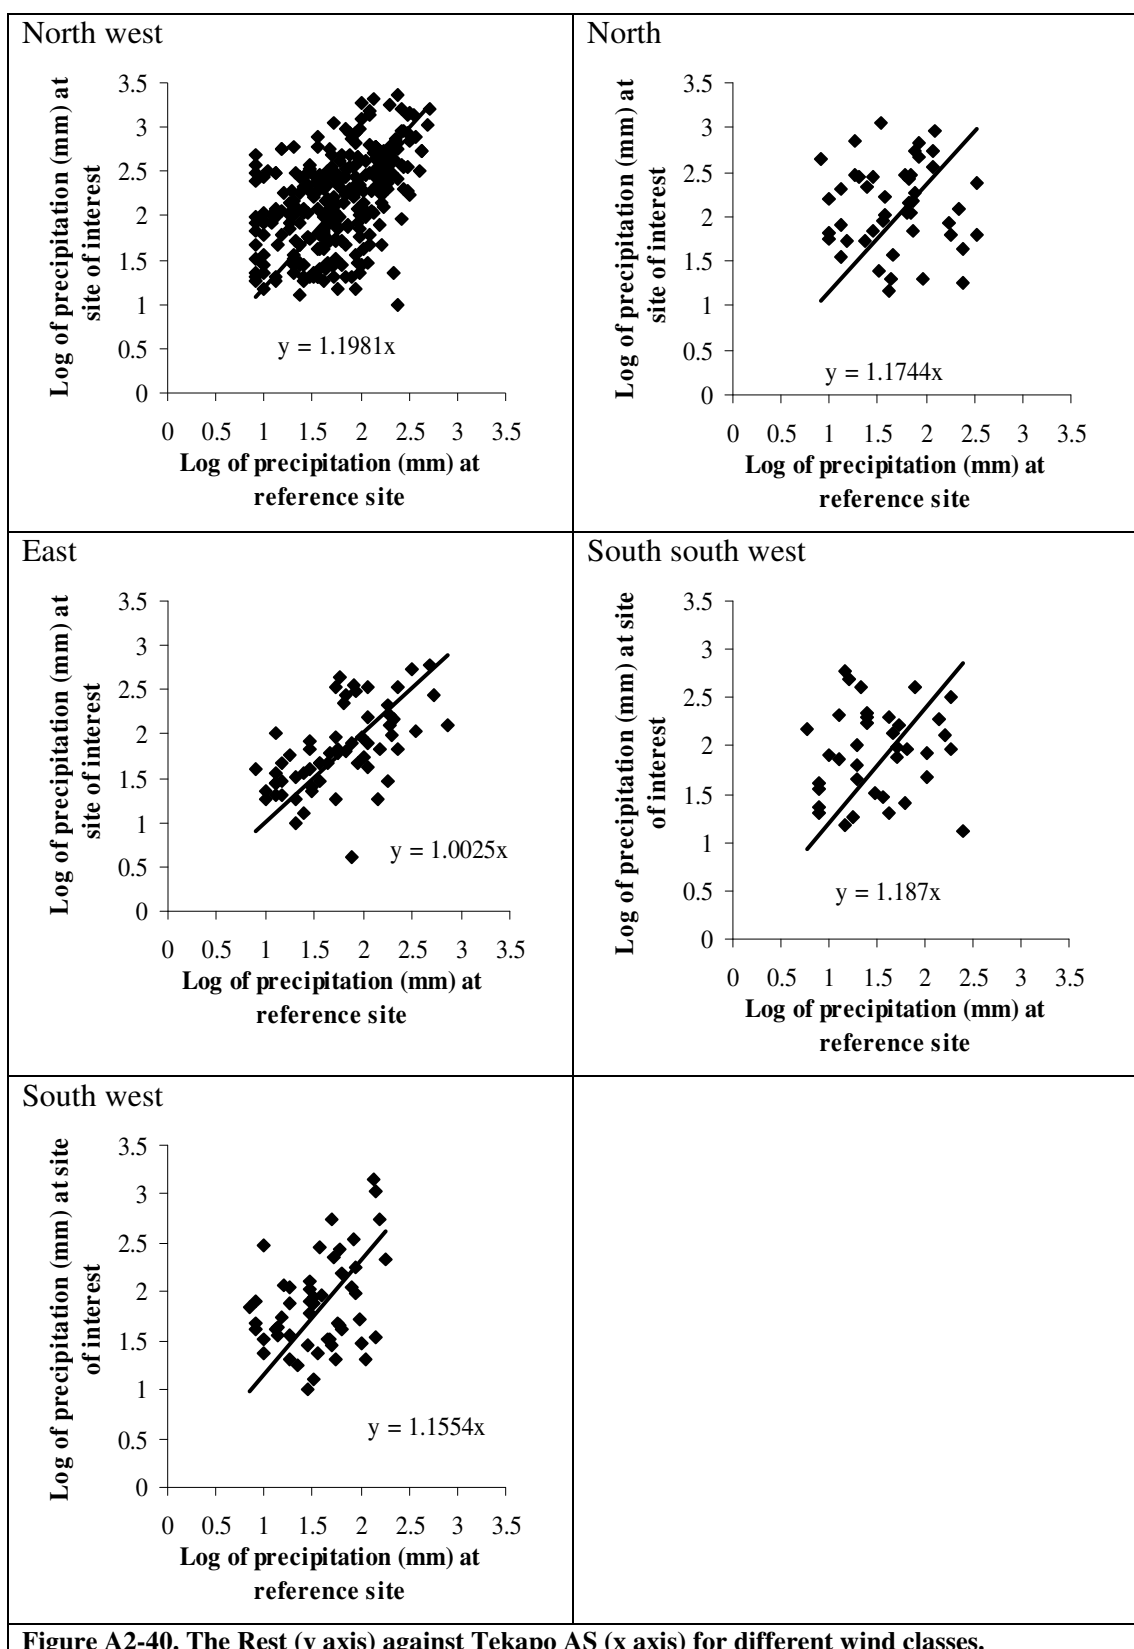 North west
3.5
3
2.5
2
1.5
1
0.5
0
Log of precipitation (mm) at
site of interest
y = 1.1981x
0 0.5 1 1.5 2 2.5 3 3.5
Log of precipitation (mm) at
reference site
North
3.5
3
2.5
2
1.5
1
0.5
0
Log of precipitation (mm) at
site of interest
y = 1.1744x
0 0.5 1 1.5 2 2.5 3 3.5
Log of precipitation (mm) at
reference site
East
3.5
3
2.5
2
1.5
1
0.5
0
Log of precipitation (mm) at
site of interest
y = 1.0025x
0 0.5 1 1.5 2 2.5 3 3.5
Log of precipitation (mm) at
reference site
South south west
3.5
3
2.5
2
1.5
1
0.5
0
Log of precipitation (mm) at site
of interest
y = 1.187x
0 0.5 1 1.5 2 2.5 3 3.5
Log of precipitation (mm) at
reference site
South west
3.5
3
2.5
2
1.5
1
0.5
0
Log of precipitation (mm) at site
of interest
y = 1.1554x
0 0.5 1 1.5 2 2.5 3 3.5
Log of precipitation (mm) at
reference site
Figure A2-40. The Rest (y axis) against Tekapo AS (x axis) for different wind classes.